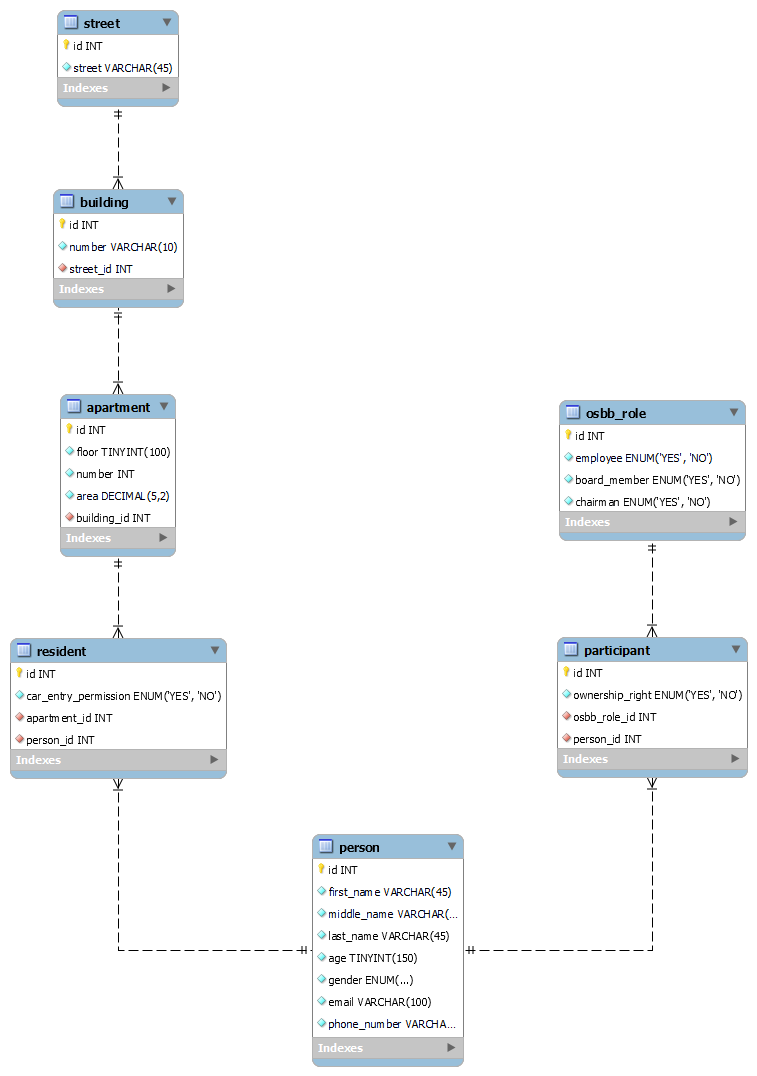 street
id INT
street VARCHAR(45)
Indexes
building
id INT
number VARCHAR(10)
street_id INT
Indexes
apartment
id INT
floor TINYINT(100)
number INT
area DECIMAL(5,2)
building_id INT
Indexes
osbb_role
id INT
employee ENUM('YES', 'NO')
board_member ENUM('YES', 'NO')
chairman ENUM('YES', 'NO')
Indexes
resident
id INT
car_entry_permission ENUM('YES', 'NO')
apartment_id INT
person_id INT
Indexes
participant
id INT
ownership_right ENUM('YES', 'NO')
osbb_role_id INT
person_id INT
Indexes
person
id INT
first_name VARCHAR(45)
middle_name VARCHAR(...
last_name VARCHAR(45)
age TINYINT(150)
gender ENUM(...)
email VARCHAR(100)
phone_number VARCHA...
Indexes